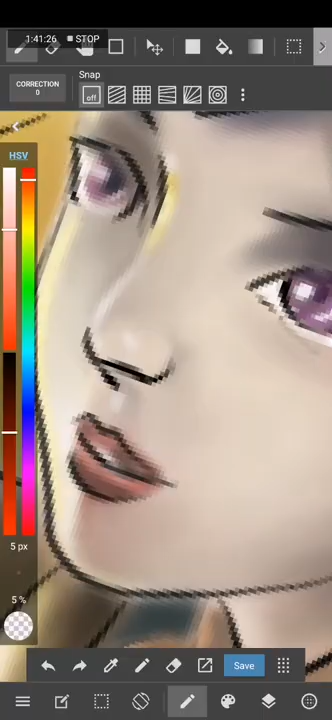 1:41:26 STOP
CORRECTION
0
Snap
off
HSV
5 px
5 %
Save